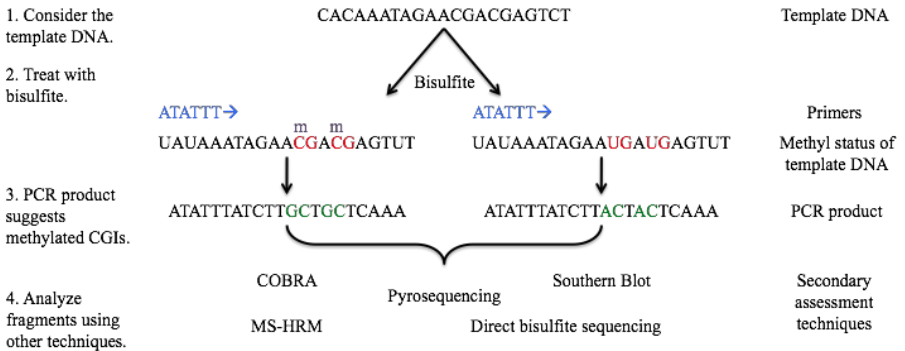 1. Consider the
template DNA.
CACAAATAGAACGACGAGTCT
Template DNA
2. Treat with
bisulfite.
Bisulfite
ATATTT
ATATTT
Primers
m m
UAUAAATAGAACGACGAGTUT
UAUAAATAGAAUGAUGAGTUT
Methyl status of
template DNA
3. PCR product
suggests
methylated CGIs.
ATATTTATCTTGCTGCTCAAA
ATATTTATCTTACTACTCAAA
PCR product
COBRA
Southern Blot
Pyrosequencing
Secondary
assessment
techniques
4. Analyze
fragments using
other techniques.
MS-HRM
Direct bisulfite sequencing